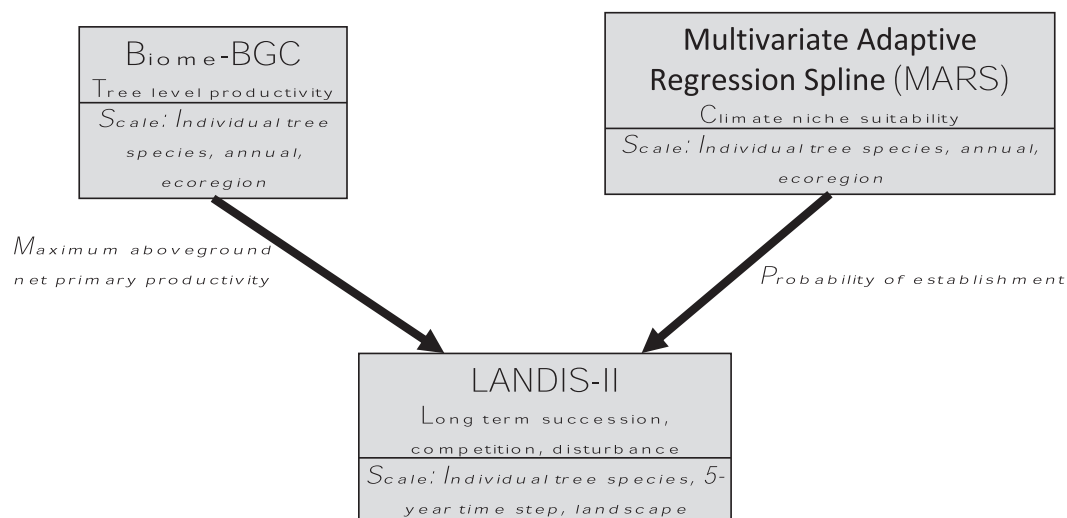 Biome-BGC
Tree level productivity
Scale: Individual tree
species, annual,
ecoregion
Multivariate Adaptive
Regression Spline (MARS)
Climate niche suitability
Scale: Individual tree species, annual,
ecoregion
Maximum aboveground
net primary productivity
Probability of establishment
LANDIS-II
Long term succession,
competition, disturbance
Scale: Individual tree species, 5-
year time step, landscape